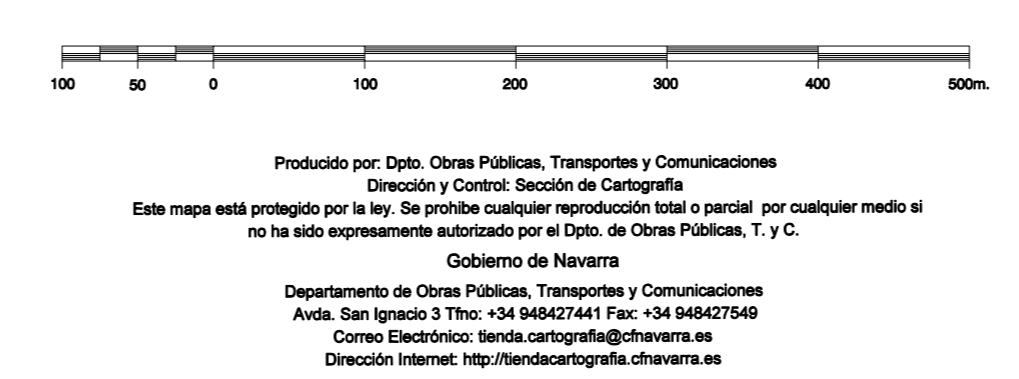 100 50 0 100 200 300 400 500m.
Producido por: Dpto. Obras Públicas, Transportes y Comunicaciones
Dirección y Control: Sección de Cartografía
Este mapa está protegido por la ley. Se prohibe cualquier reproducción total o parcial por cualquier medio si
no ha sido expresamente autorizado por el Dpto. de Obras Públicas, T. y C.
Gobierno de Navarra
Departamento de Obras Públicas, Transportes y Comunicaciones
Avda. San Ignacio 3 Tfno: +34 948427441 Fax: +34 948427549
Correo Electrónico: tienda.cartografia@cfnavarra.es
Dirección Internet: http://tiendacartografia.cfnavarra.es